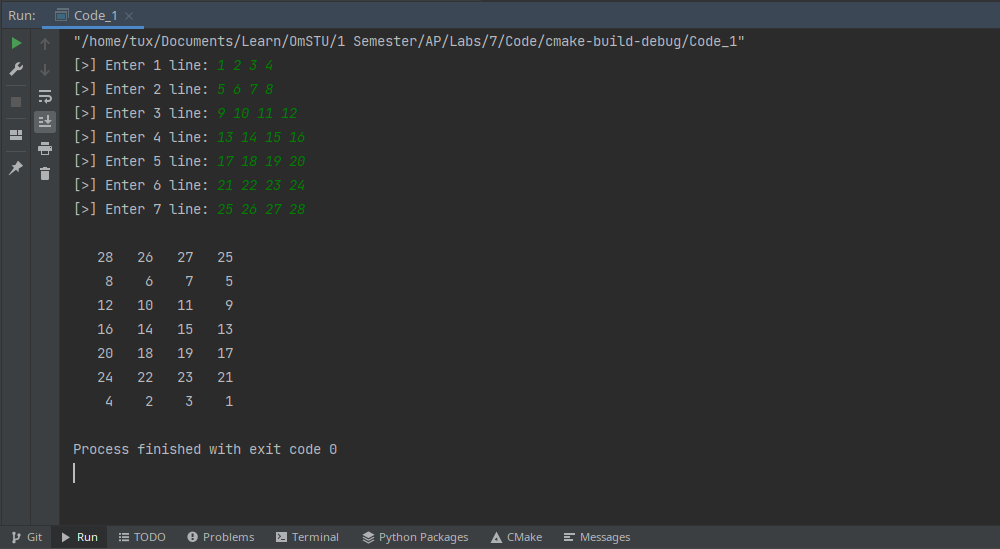 Run: Code_1
"/home/tux/Documents/Learn/OmSTU/1 Semester/AP/Labs/7/Code/cmake-build-debug/Code_1"
[>] Enter 1 line: 1 2 3 4
[>] Enter 2 line: 5 6 7 8
[>] Enter 3 line: 9 10 11 12
[>] Enter 4 line: 13 14 15 16
[>] Enter 5 line: 17 18 19 20
[>] Enter 6 line: 21 22 23 24
[>] Enter 7 line: 25 26 27 28
28 26 27 25
8 6 7 5
12 10 11 9
16 14 15 13
20 18 19 17
24 22 23 21
4 2 3 1
Process finished with exit code 0
Git Run TODO Problems Terminal Python Packages CMake Messages